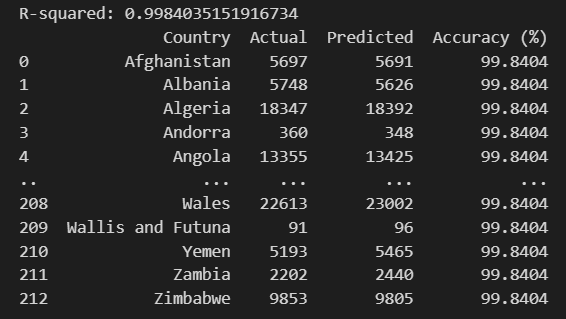 R-squared: 0.9984035151916734
Country Actual Predicted Accuracy (%)
0 Afghanistan 5697 5691 99.8404
1 Albania 5748 5626 99.8404
2 Algeria 18347 18392 99.8404
3 Andorra 360 348 99.8404
4 Angola 13355 13425 99.8404
.. ... ... ... ...
208 Wales 22613 23002 99.8404
209 Wallis and Futuna 91 96 99.8404
210 Yemen 5193 5465 99.8404
211 Zambia 2202 2440 99.8404
212 Zimbabwe 9853 9805 99.8404